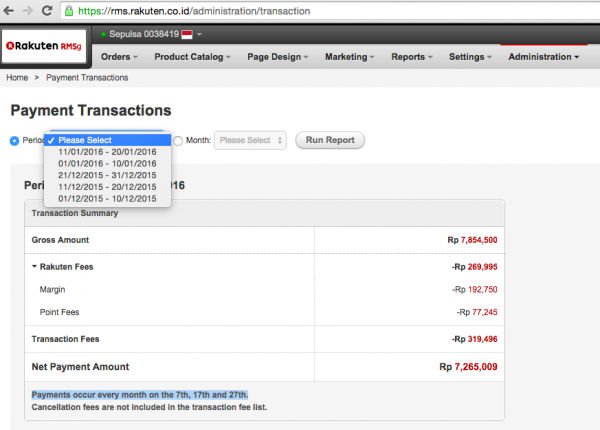 https://rms.rakuten.co.id/administration/transaction
Rakuten RMSg
Sepulsa 0038419
Orders Product Catalog Page Design Marketing Reports Settings Administration
Home > Payment Transactions
Payment Transactions
Period Please Select Month: Please Select Run Report
11/01/2016 - 20/01/2016
01/01/2016 - 10/01/2016
21/12/2015 - 31/12/2015
11/12/2015 - 20/12/2015
01/12/2015 - 10/12/2015
Peri 16
Transaction Summary
Gross Amount Rp 7,854,500
Rakuten Fees -Rp 269,995
Margin -Rp 192,750
Point Fees -Rp 77,245
Transaction Fees -Rp 319,496
Net Payment Amount Rp 7,265,009
Payments occur every month on the 7th, 17th and 27th.
Cancellation fees are not included in the transaction fee list.